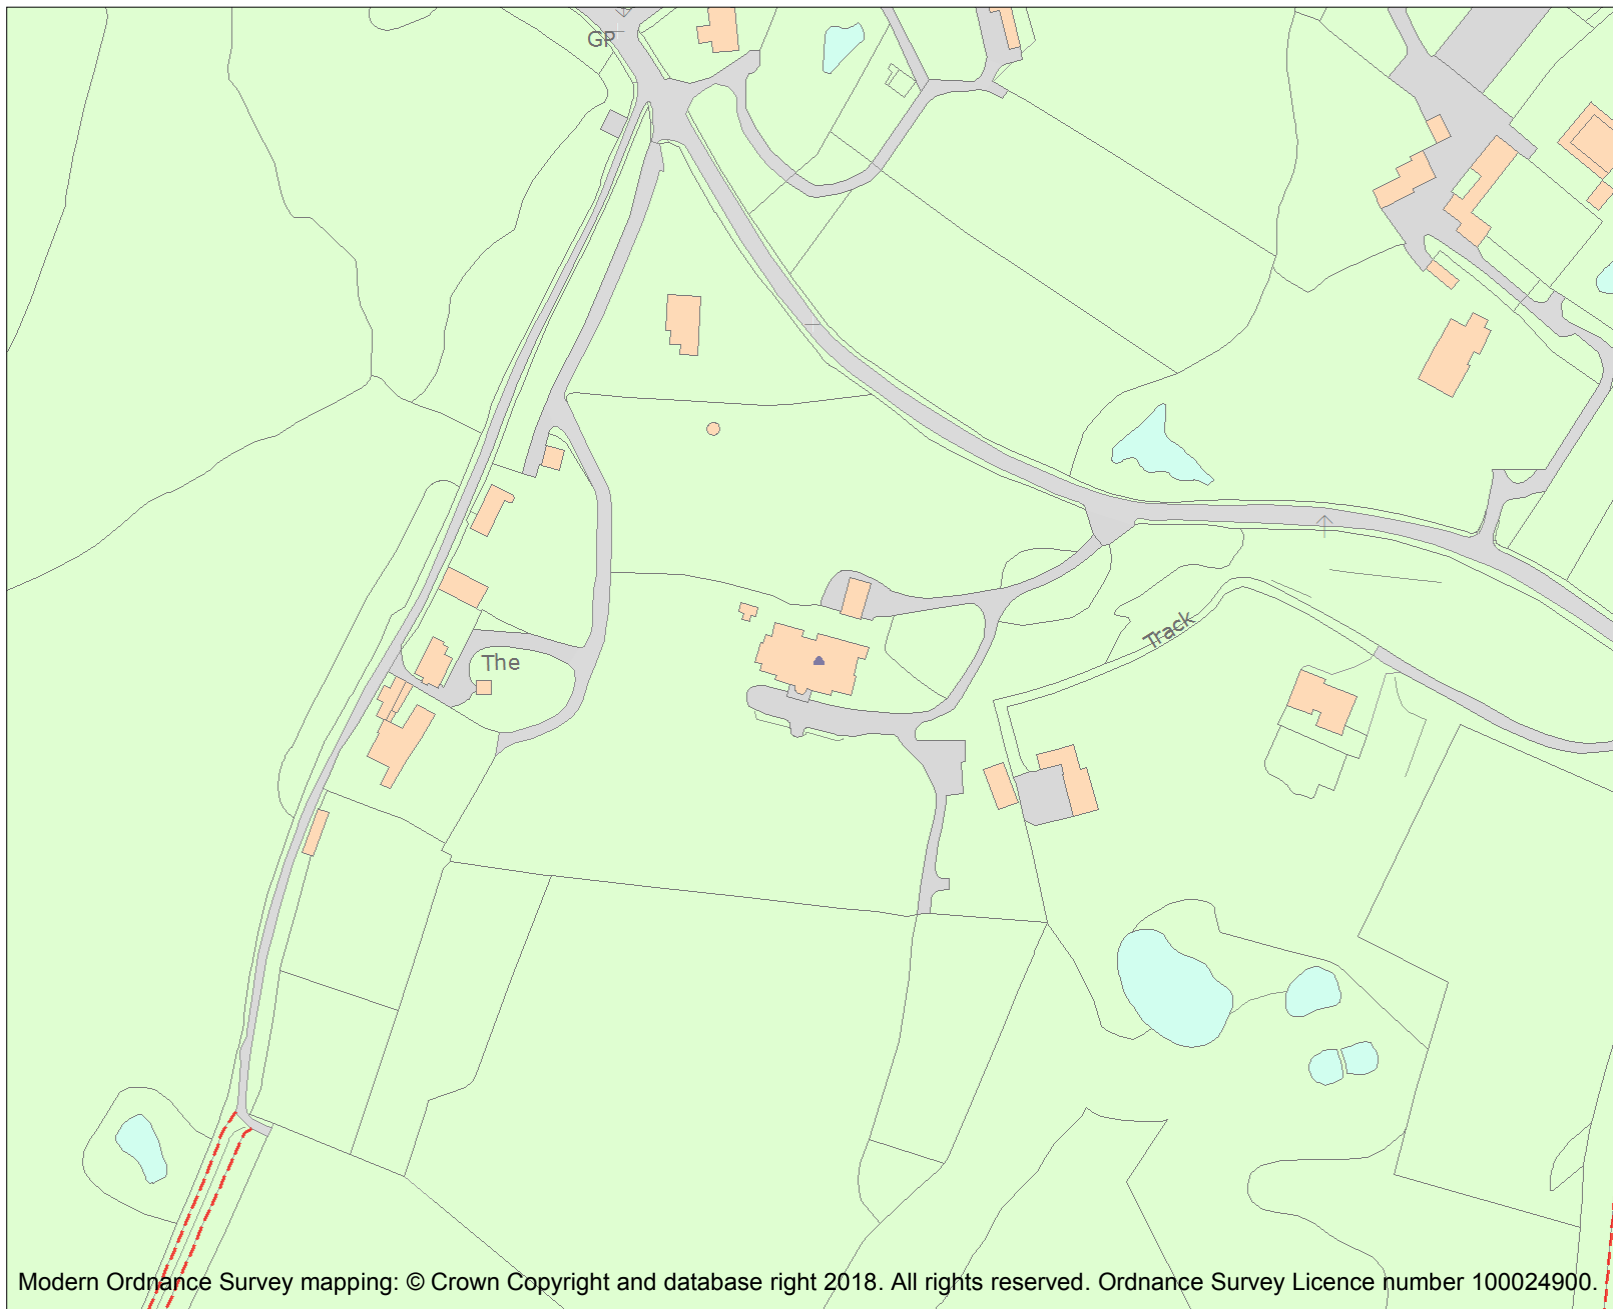 GP
Track
The
Modern Ordnance Survey mapping: © Crown Copyright and database right 2018. All rights reserved. Ordnance Survey Licence number 100024900.